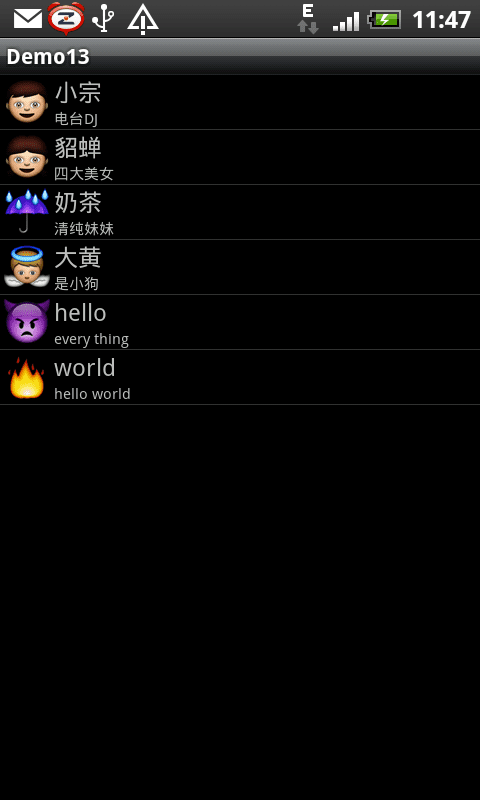 E
11:47
Demo13
小宗
电台DJ
貂蝉
四大美女
奶茶
清纯妹妹
大黄
是小狗
hello
every thing
world
hello world